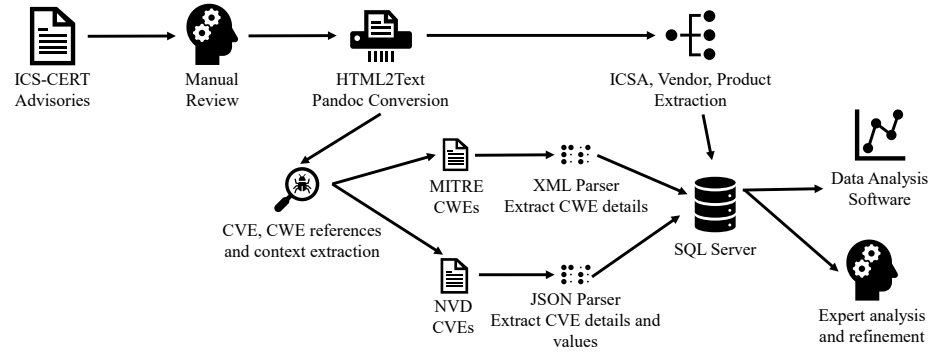 ICS-CERT
Advisories
Manual
Review
HTML2Text
Pandoc Conversion
ICSA, Vendor, Product
Extraction
CVE, CWE references
and context extraction
MITRE
CWEs
XML Parser
Extract CWE details
NVD
CVEs
JSON Parser
Extract CVE details and
values
SQL Server
Data Analysis
Software
Expert analysis
and refinement